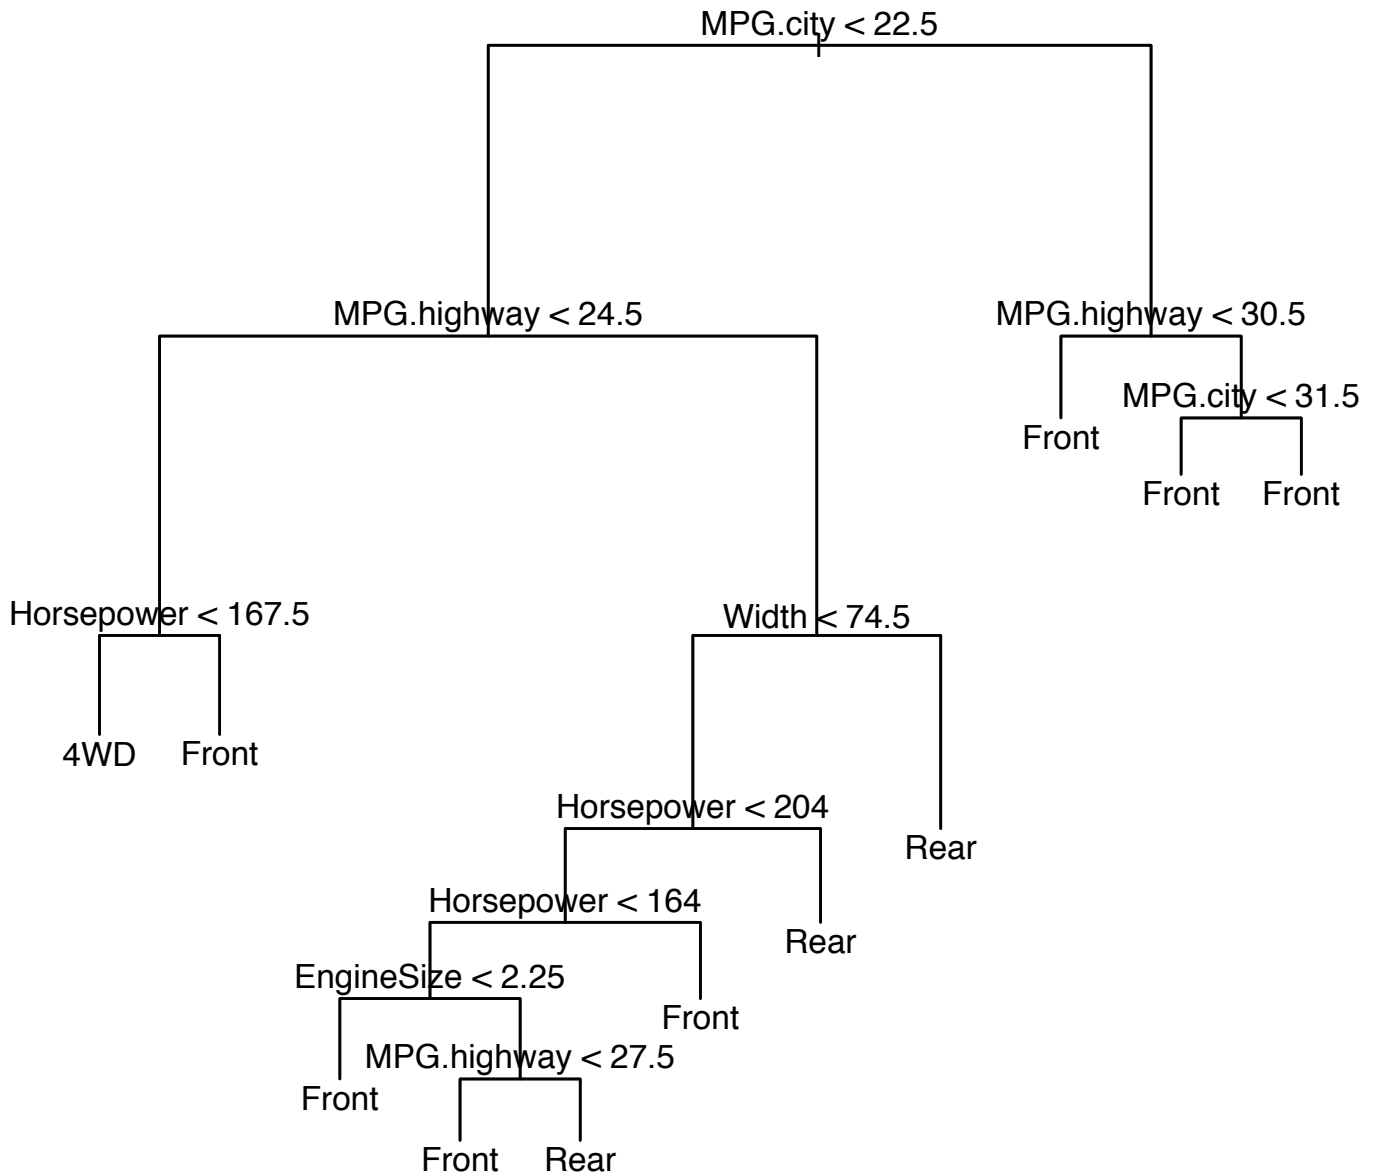 MPG.city < 22.5
MPG.highway < 24.5
MPG.highway < 30.5
MPG.city < 31.5
Front
Front
Front
Horsepower < 167.5
Width < 74.5
4WD
Front
Horsepower < 204
Rear
Horsepower < 164
Rear
EngineSize < 2.25
Front
MPG.highway < 27.5
Front
Front
Rear